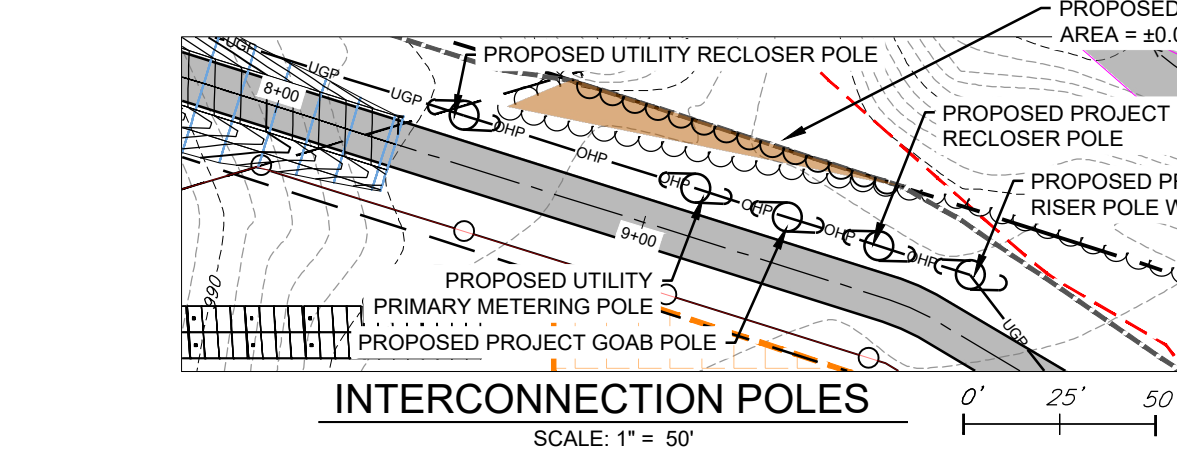 PROPOSED
AREA = ±0.0
PROPOSED UTILITY RECLOSER POLE
UGP
UGP
UGP
8+00
OHP
OHP
OHP
OHP
OHP
OHP
PROPOSED PROJECT
RECLOSER POLE
PROPOSED PR
RISER POLE W
9+00
990
PROPOSED UTILITY
PRIMARY METERING POLE
PROPOSED PROJECT GOAB POLE
UGP
INTERCONNECTION POLES
SCALE: 1" = 50'
0' 25' 50